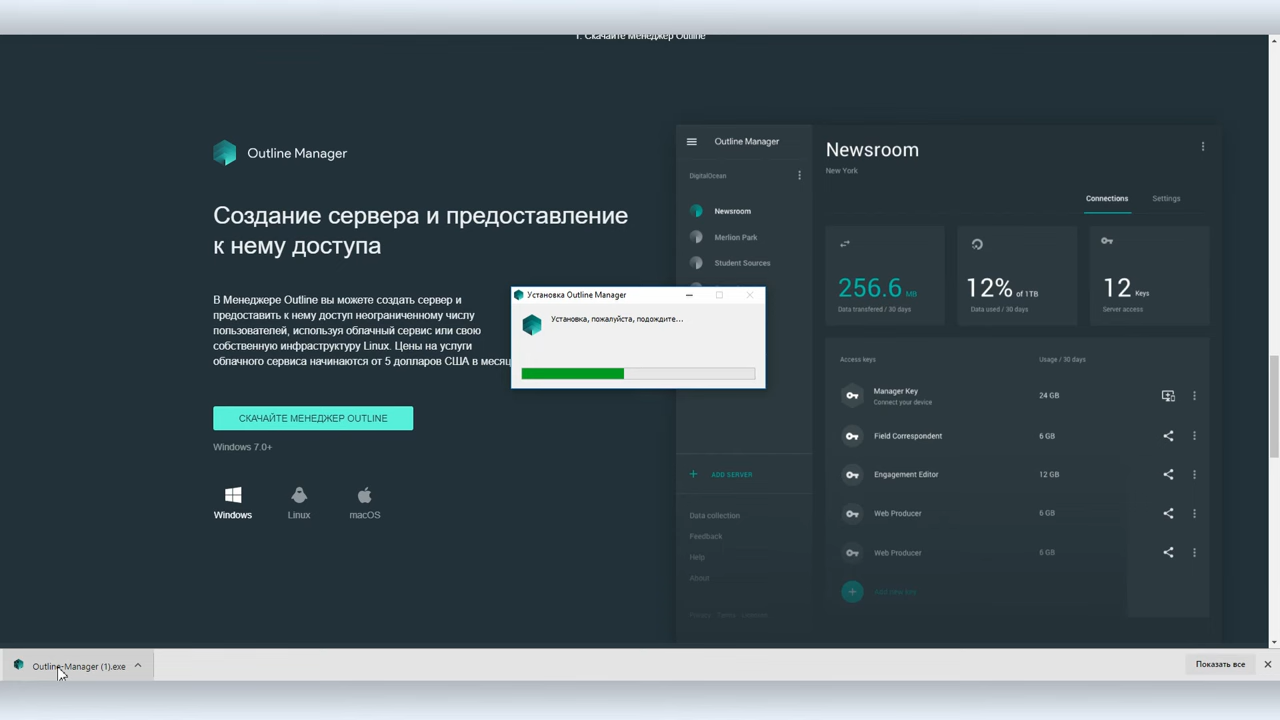 1. Скачайте Менеджер Outline
Outline Manager
Создание сервера и предоставление
к нему доступа
В Менеджере Outline вы можете создать сервер и
предоставить к нему доступ неограниченному числу
пользователей, используя облачный сервис или свою
собственную инфраструктуру Linux. Цены на услуги
облачного сервиса начинаются от 5 долларов США в месяц
СКАЧАЙТЕ МЕНЕДЖЕР OUTLINE
Windows 7.0+
Windows
Linux
macOS
Установка Outline Manager
Установка, пожалуйста, подождите...
Outline Manager
DigitalOcean
Newsroom
Merlion Park
Student Sources
ADD SERVER
Data collection
Feedback
Help
About
Newsroom
New York
Connections
Settings
256.6 MB
Data transfered / 30 days
12% of 1TB
Data used / 30 days
12 Keys
Server access
Access keys
Usage / 30 days
Manager Key
24 GB
Connect your device
Field Correspondent
6 GB
Engagement Editor
12 GB
Web Producer
6 GB
Web Producer
6 GB
Add new key
Outline-Manager (1).exe
Показать все